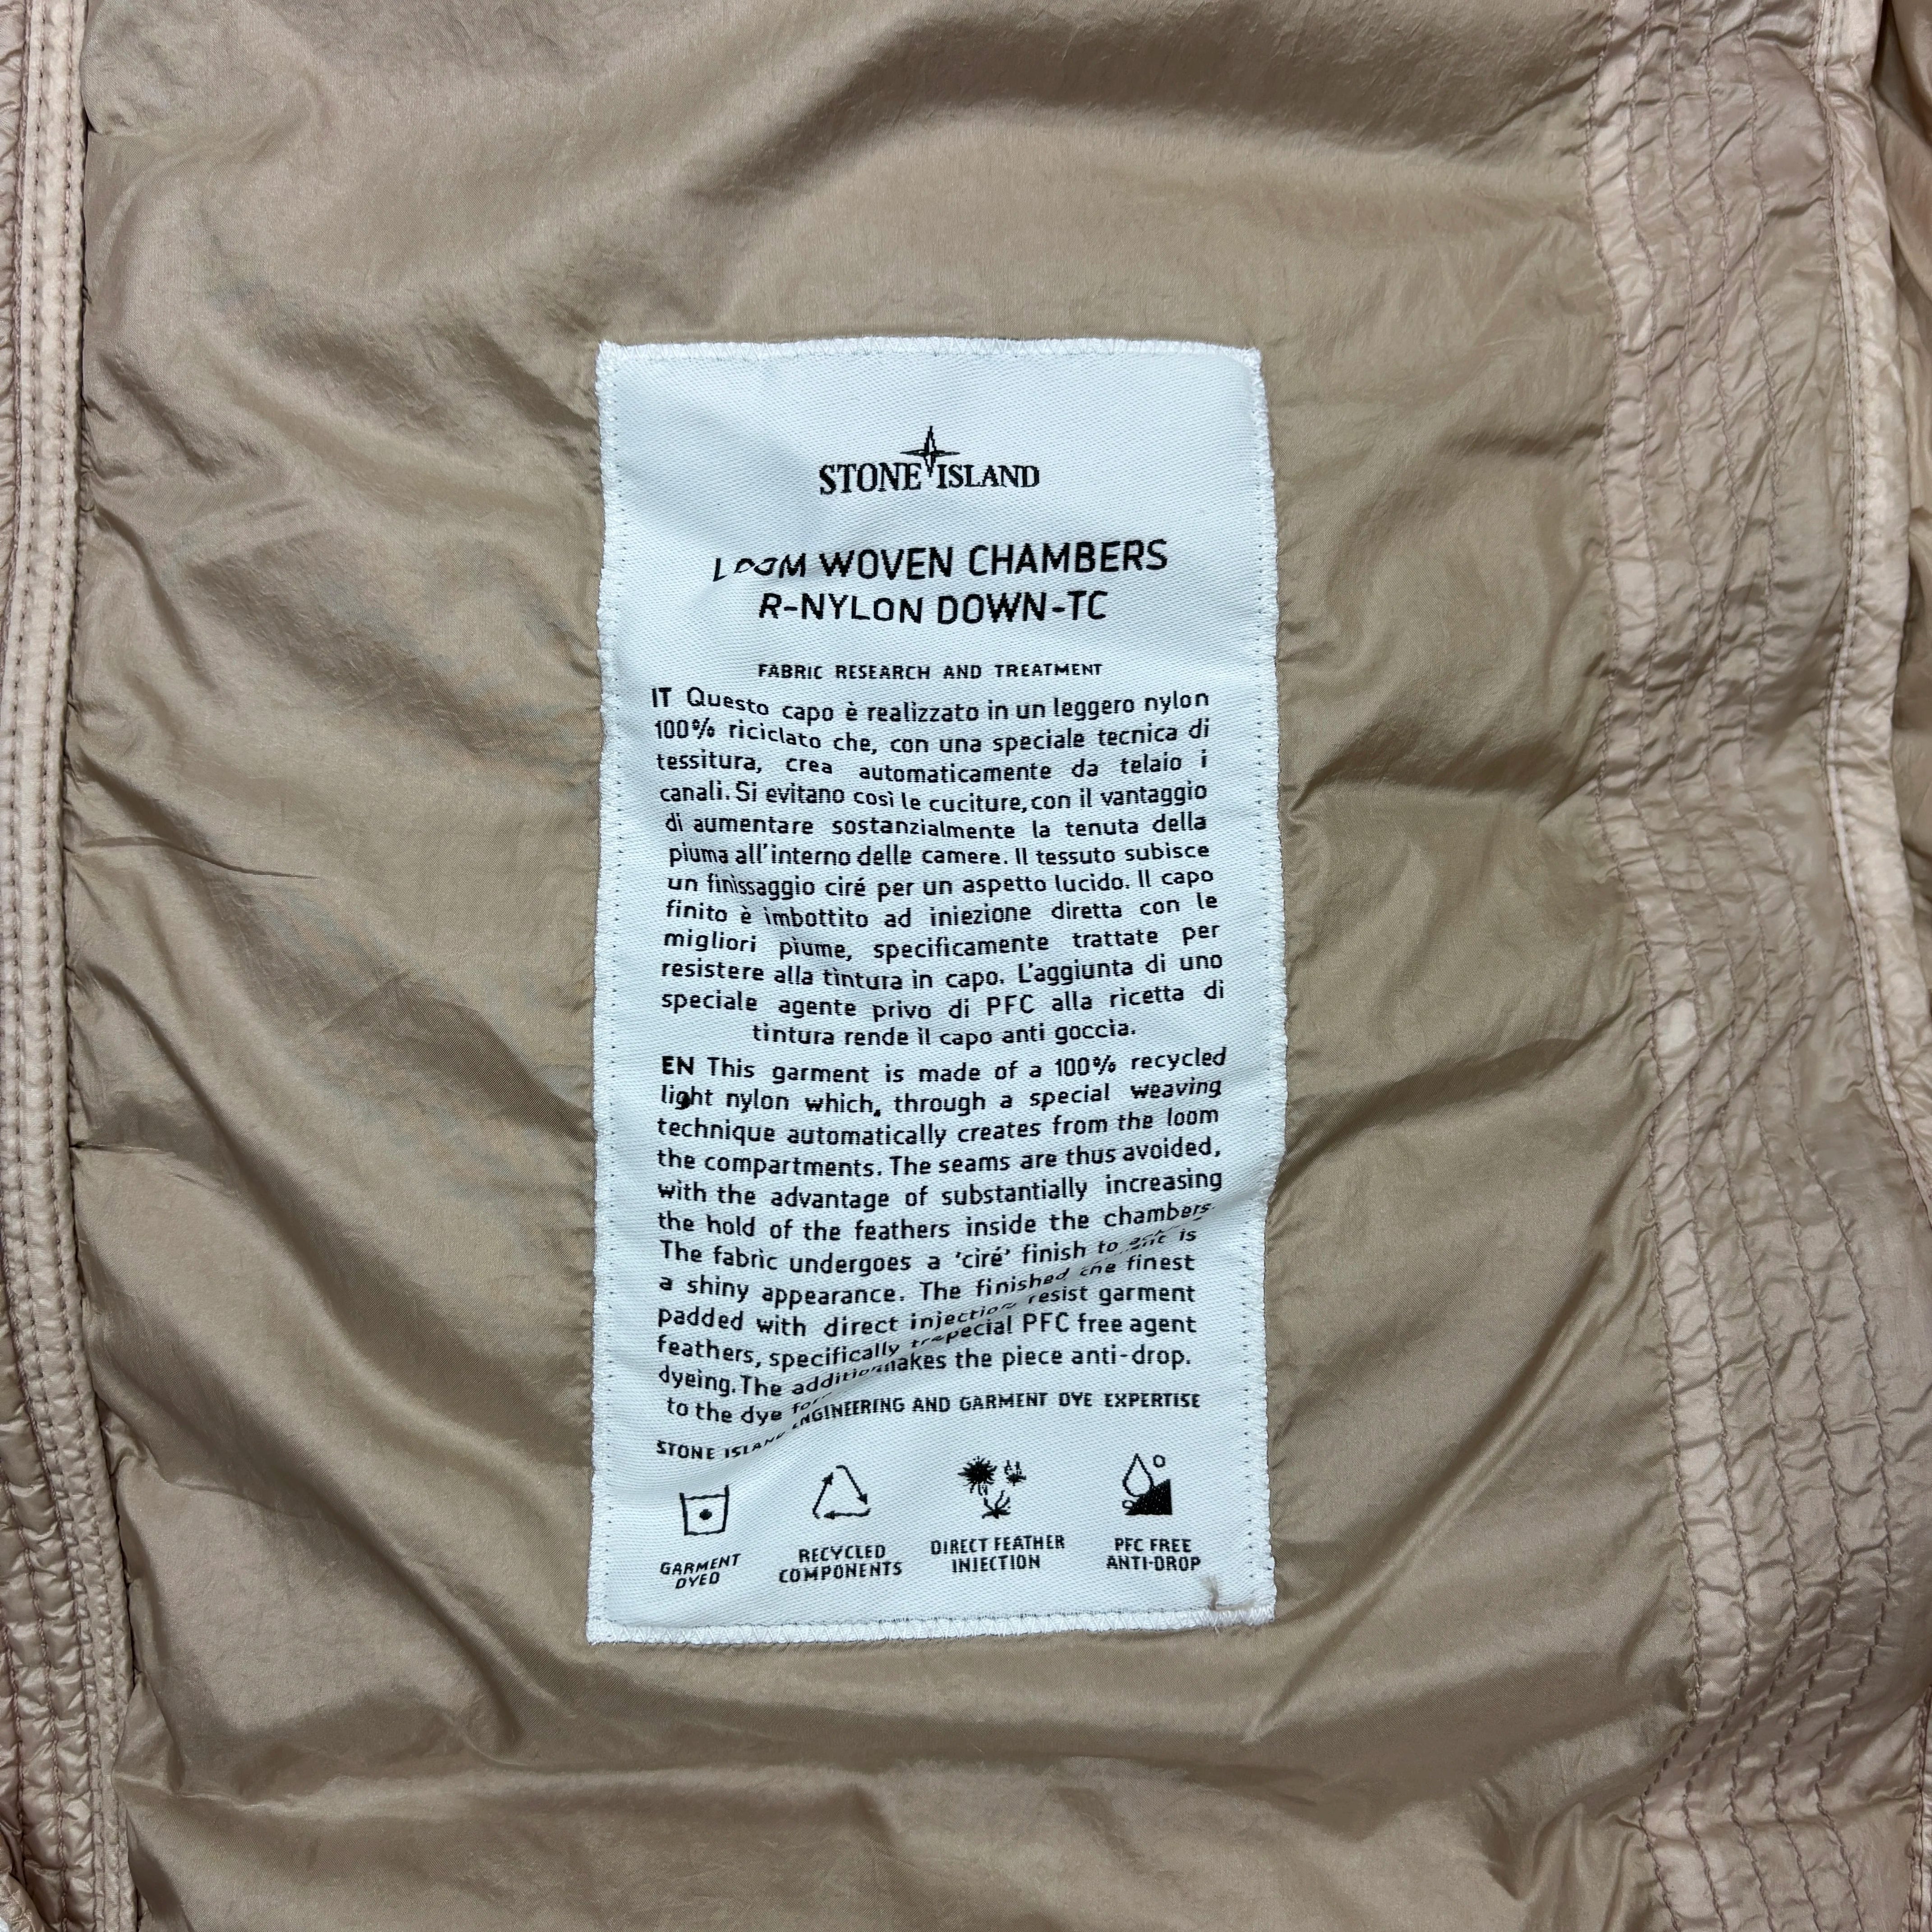 STONE ISLAND
LOOM WOVEN CHAMBERS
R-NYLON DOWN-TC
FABRIC RESEARCH AND TREATMENT
IT Questo capo è realizzato in un leggero nylon
100% riciclato che, con una speciale tecnica di
tessitura, crea automaticamente da telaio i
canali. Si evitano così le cuciture, con il vantaggio
di aumentare sostanzialmente la tenuta della
piuma all'interno delle camere. Il tessuto subisce
un finissaggio ciré per un aspetto lucido. Il capo
finito è imbottito ad iniezione diretta con le
migliori piume, specificamente trattate per
resistere alla tintura in capo. L'aggiunta di uno
speciale agente privo di PFC alla ricetta di
tintura rende il capo anti goccia.
EN This garment is made of a 100% recycled
light nylon which, through a special weaving
technique automatically creates from the loom
the compartments. The seams are thus avoided,
with the advantage of substantially increasing
the hold of the feathers inside the chambers.
The fabric undergoes a 'ciré' finish to
a shiny appearance. The finished is
padded with direct injection the finest
feathers, specifically resist garment
dyeing. The special PFC free agent
to the dye makes the piece anti-drop.
STONE ISLAND ENGINEERING AND GARMENT DYE EXPERTISE
GARMENT DYED
RECYCLED COMPONENTS
DIRECT FEATHER INJECTION
PFC FREE ANTI-DROP